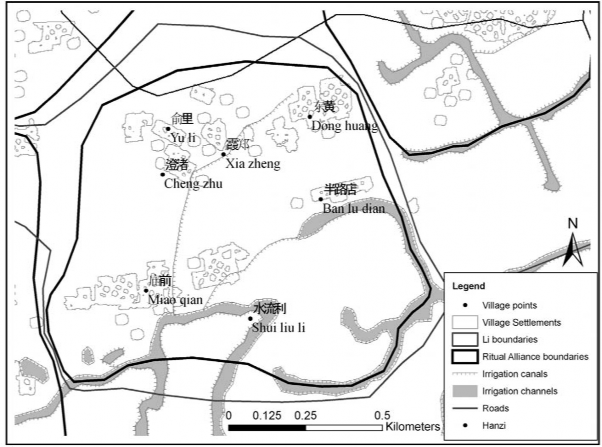 东黄
Dong huang
俞里
Yu li
霞
Xia zheng
澄渚
Cheng zhu
半路店
Ban lu dian
前
Miao qian
水流利
Shui liu li
N
Legend
Village points
Village Settlements
Li boundaries
Ritual Alliance boundaries
Irrigation canals
Irrigation channels
Roads
Hanzi
0 0.125 0.25 0.5
Kilometers